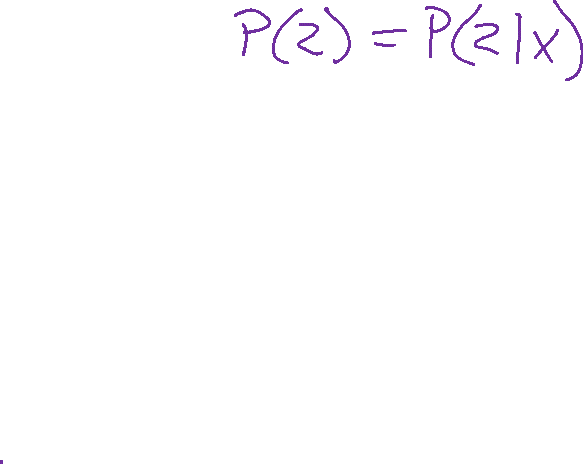 P(z) = P(z|x)